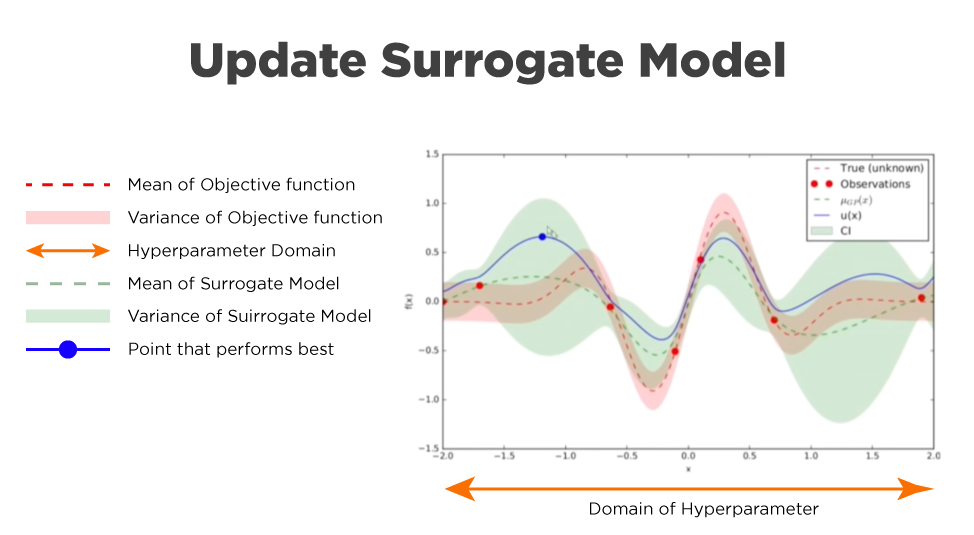 Update Surrogate Model
Mean of Objective function
Variance of Objective function
Hyperparameter Domain
Mean of Surrogate Model
Variance of Suirrogate Model
Point that performs best
1.5
1.0
0.5
0.0
−0.5
−1.0
−1.5
f(x)
True (unknown)
Observations
μGP(x)
u(x)
CI
−2.0 −1.5 −1.0 −0.5 0.0 0.5 1.0 1.5 2.0
x
Domain of Hyperparameter